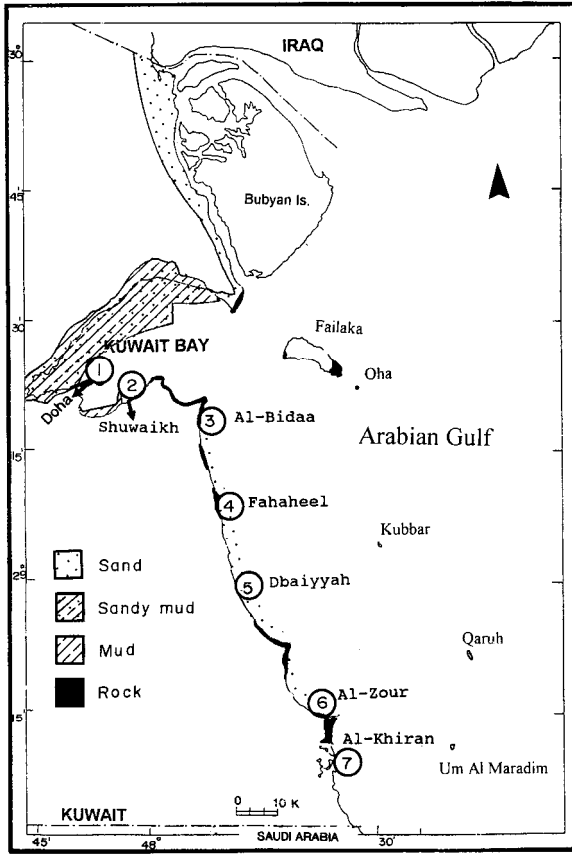 IRAQ
30°
45'
Bubyan Is.
30'
Failaka
KUWAIT BAY
1
Oha
2
Doha
Shuwaikh
3
Al-Bidaa
Arabian Gulf
15'
4
Fahaheel
Kubbar
Sand
29°
5
Dbaiyyah
Sandy mud
Mud
Qaruh
Rock
6
Al-Zour
15'
Al-Khiran
7
Um Al Maradim
0 10 K
KUWAIT
SAUDI ARABIA
45'
48°
30'